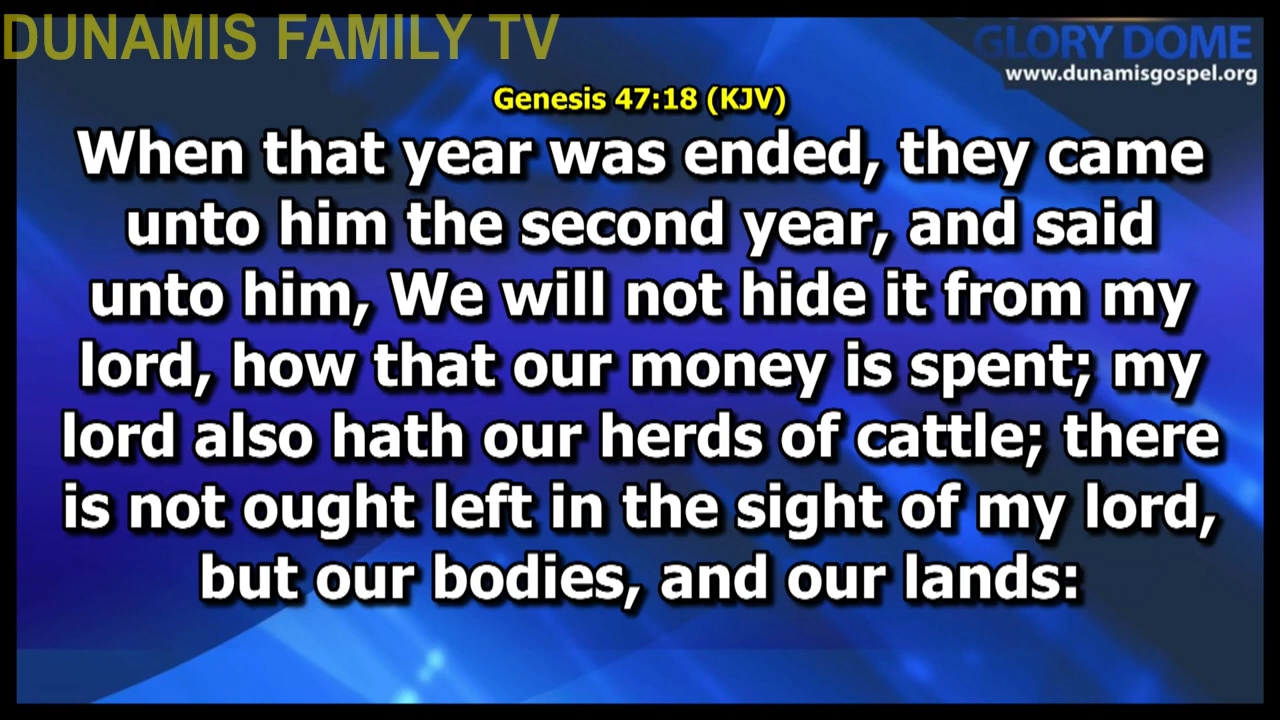 DUNAMIS FAMILY TV
GLORY DOME
www.dunamisgospel.org
Genesis 47:18 (KJV)
When that year was ended, they came
unto him the second year, and said
unto him, We will not hide it from my
lord, how that our money is spent; my
lord also hath our herds of cattle; there
is not ought left in the sight of my lord,
but our bodies, and our lands: